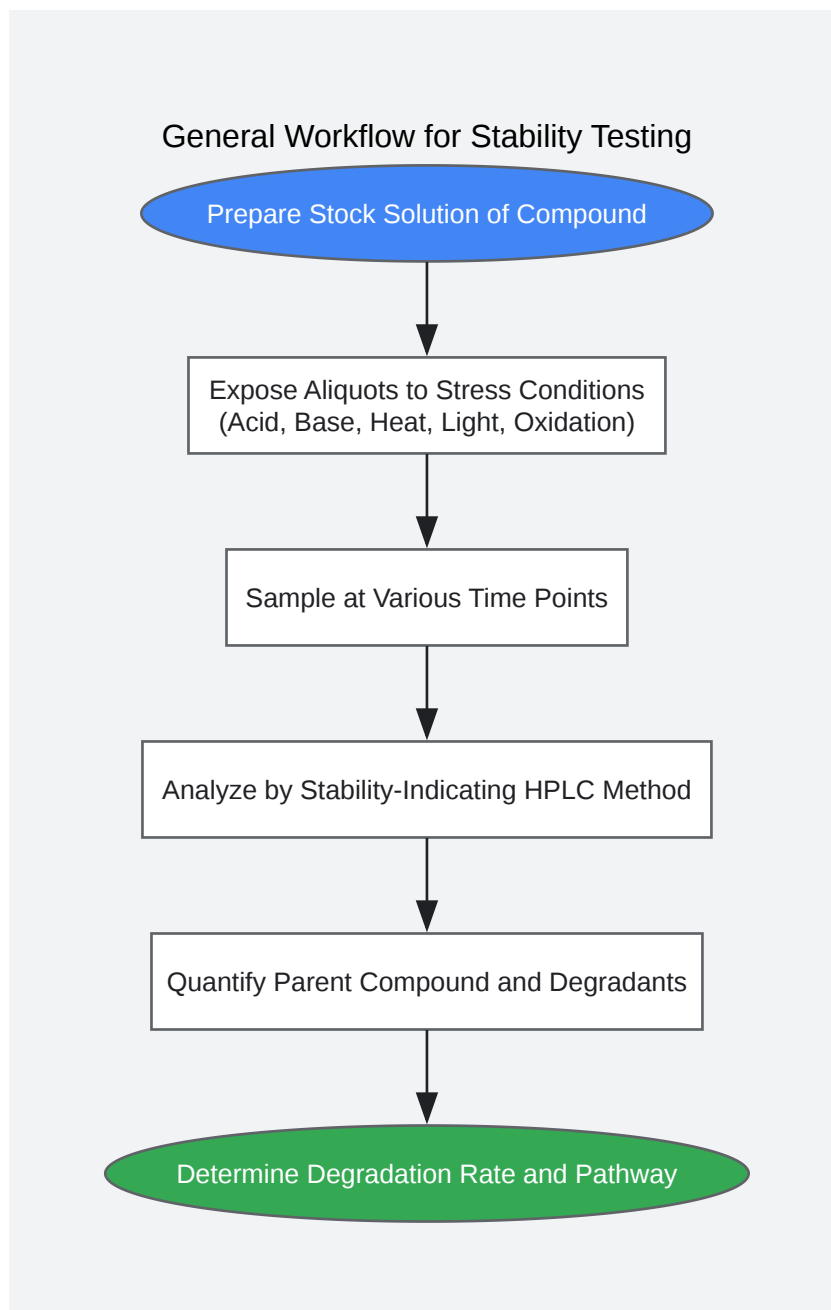 General Workflow for Stability Testing
Prepare Stock Solution of Compound
Expose Aliquots to Stress Conditions
(Acid, Base, Heat, Light, Oxidation)
Sample at Various Time Points
Analyze by Stability-Indicating HPLC Method
Quantify Parent Compound and Degradants
Determine Degradation Rate and Pathway